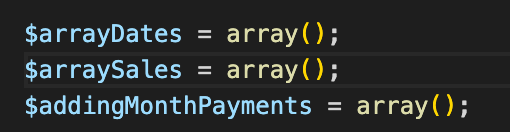 $arrayDates = array();
$arraySales = array();
$addingMonthPayments = array();